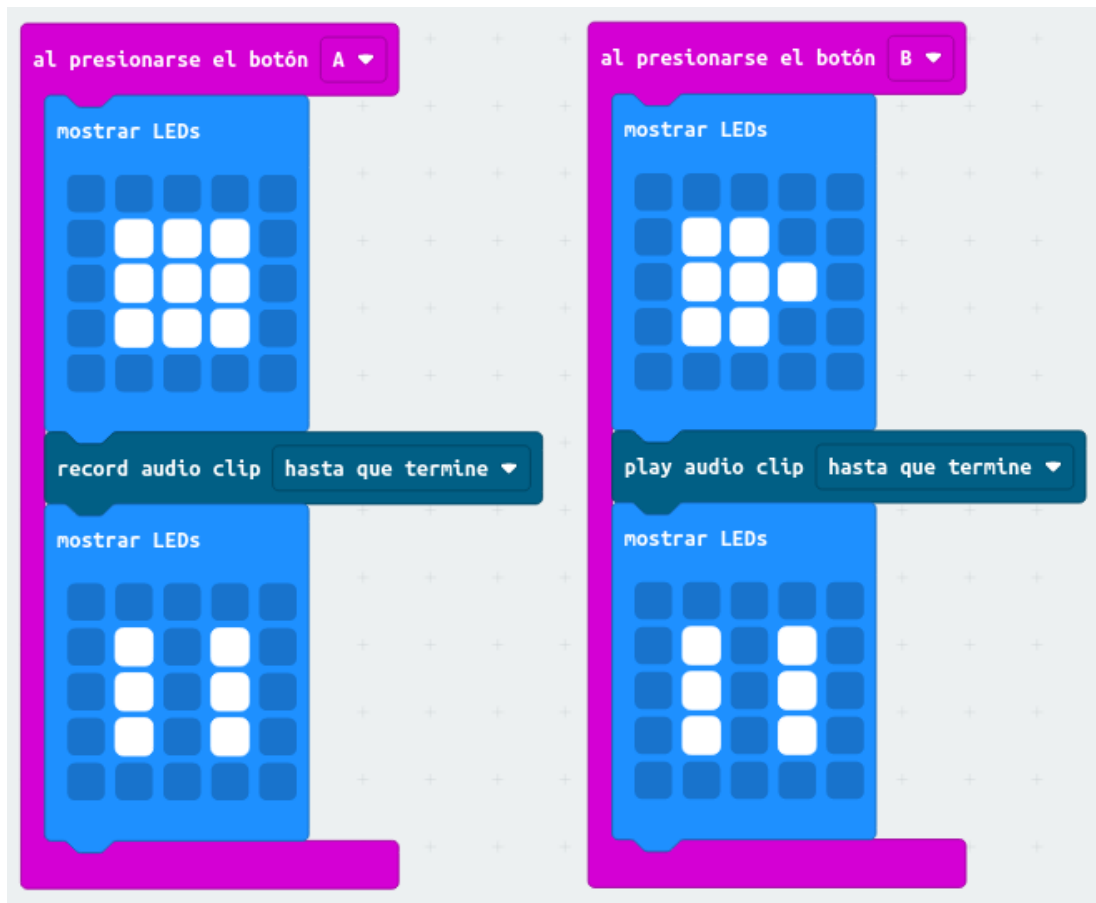 al presionarse el botón A
mostrar LEDs
record audio clip hasta que termine
mostrar LEDs
al presionarse el botón B
mostrar LEDs
play audio clip hasta que termine
mostrar LEDs